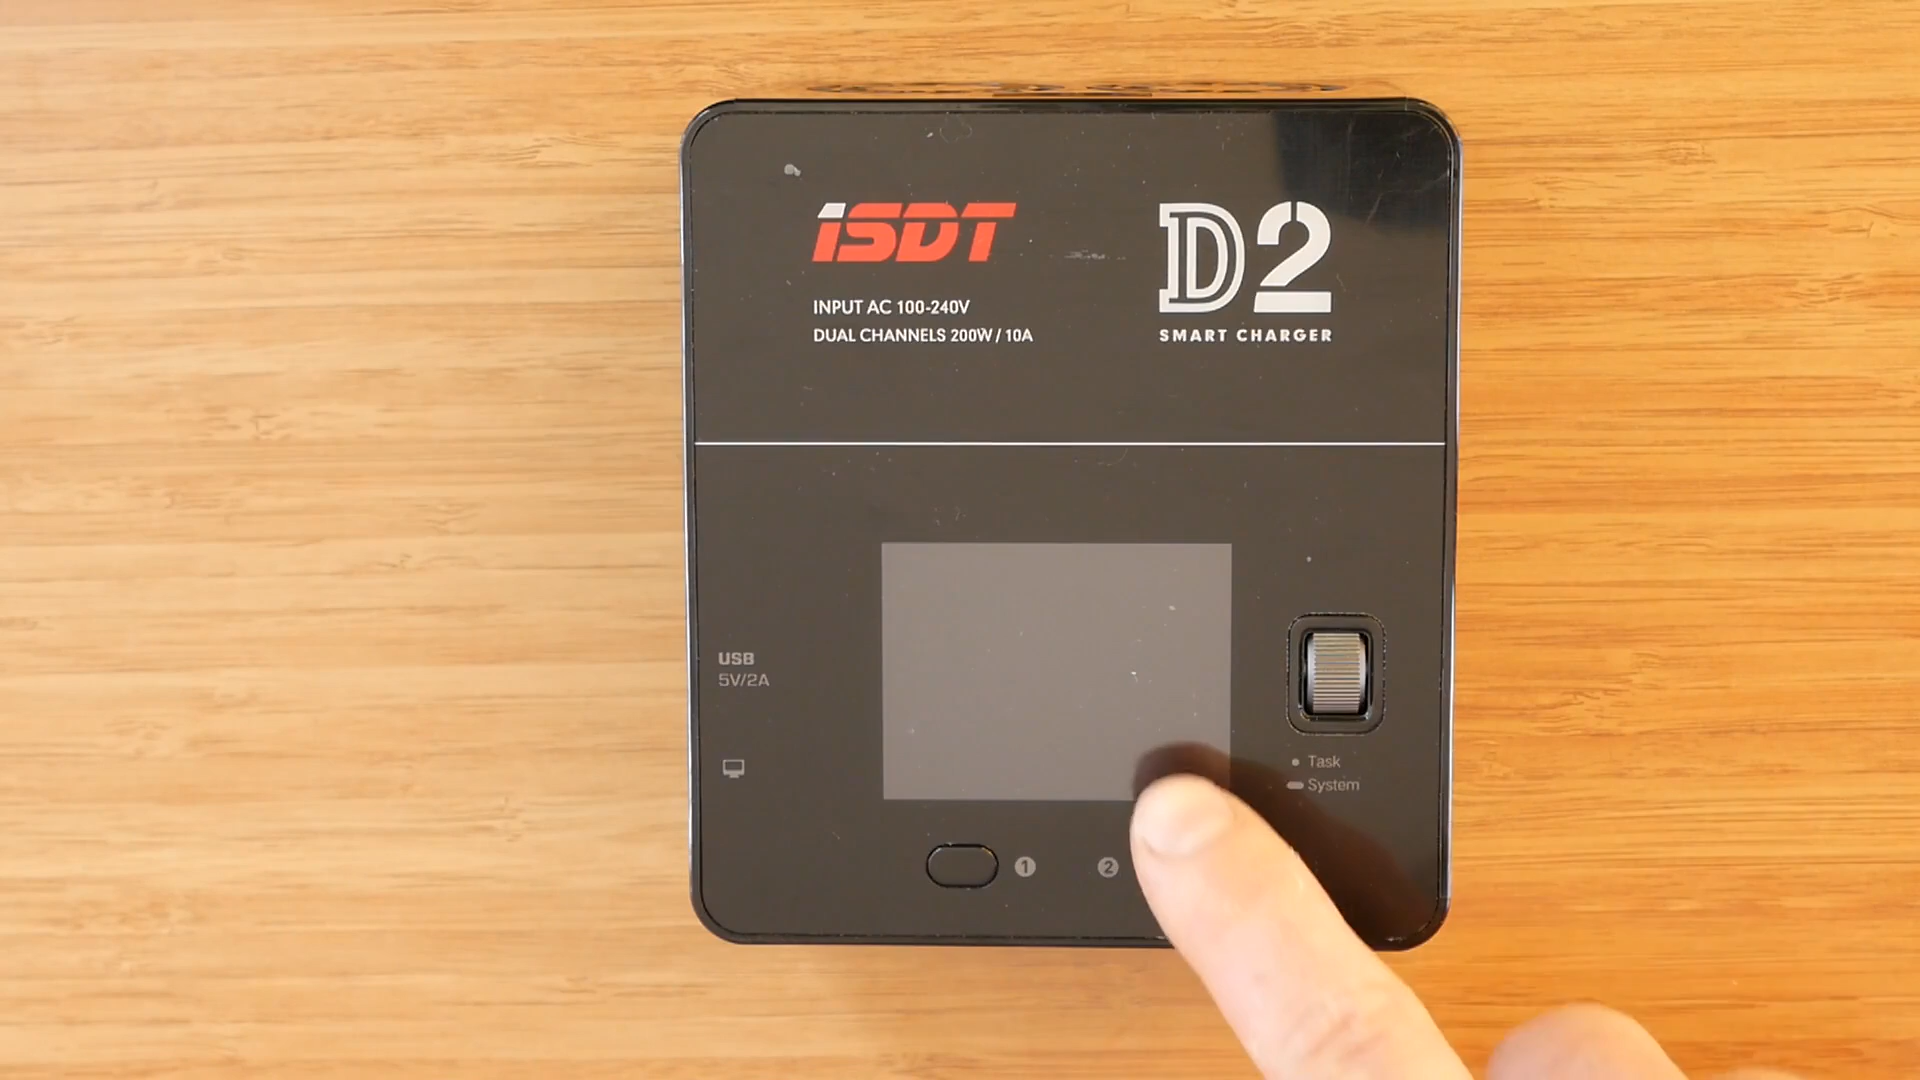 iSDT
D2
INPUT AC 100-240V
DUAL CHANNELS 200W / 10A
SMART CHARGER
USB
5V/2A
Task
System
1
2